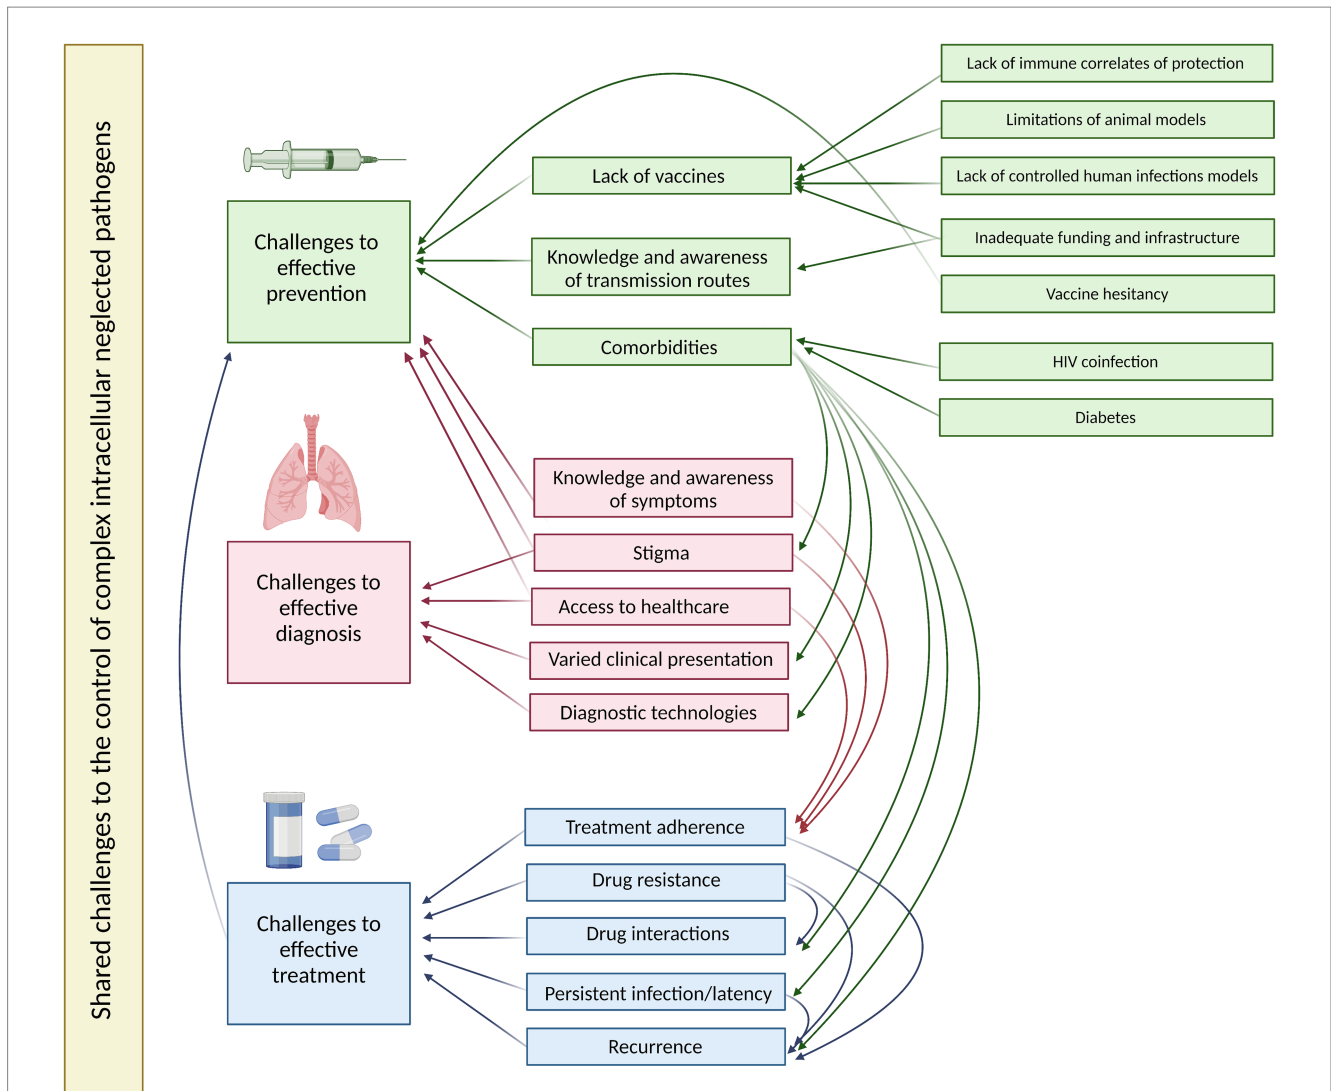 Shared challenges to the control of complex intracellular neglected pathogens
Challenges to
effective
prevention
Lack of vaccines
Knowledge and awareness
of transmission routes
Comorbidities
Lack of immune correlates of protection
Limitations of animal models
Lack of controlled human infections models
Inadequate funding and infrastructure
Vaccine hesitancy
HIV coinfection
Diabetes
Challenges to
effective
diagnosis
Knowledge and awareness
of symptoms
Stigma
Access to healthcare
Varied clinical presentation
Diagnostic technologies
Challenges to
effective
treatment
Treatment adherence
Drug resistance
Drug interactions
Persistent infection/latency
Recurrence